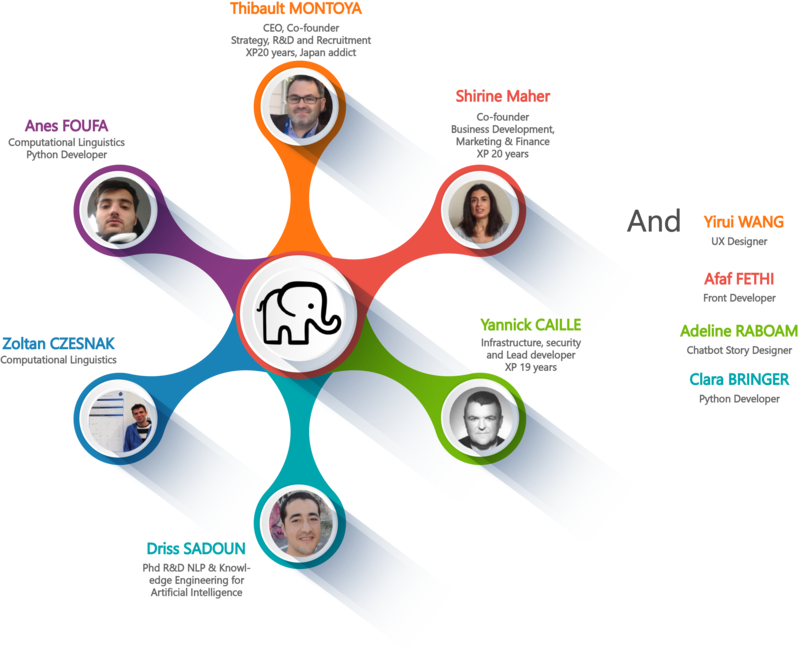 Thibault MONTOYA
CEO, Co-founder
Strategy, R&D and Recruitment
XP20 years, Japan addict
Shirine Maher
Co-founder
Business Development,
Marketing & Finance
XP 20 years
Anes FOUFA
Computational Linguistics
Python Developer
And
Yirui WANG
UX Designer
Afaf FETHI
Front Developer
Adeline RABOAM
Chatbot Story Designer
Clara BRINGER
Python Developer
Yannick CAILLE
Infrastructure, security
and Lead developer
XP 19 years
Zoltan CZESNAK
Computational Linguistics
Driss SADOUN
Phd R&D NLP & Knowl-
edge Engineering for
Artificial Intelligence